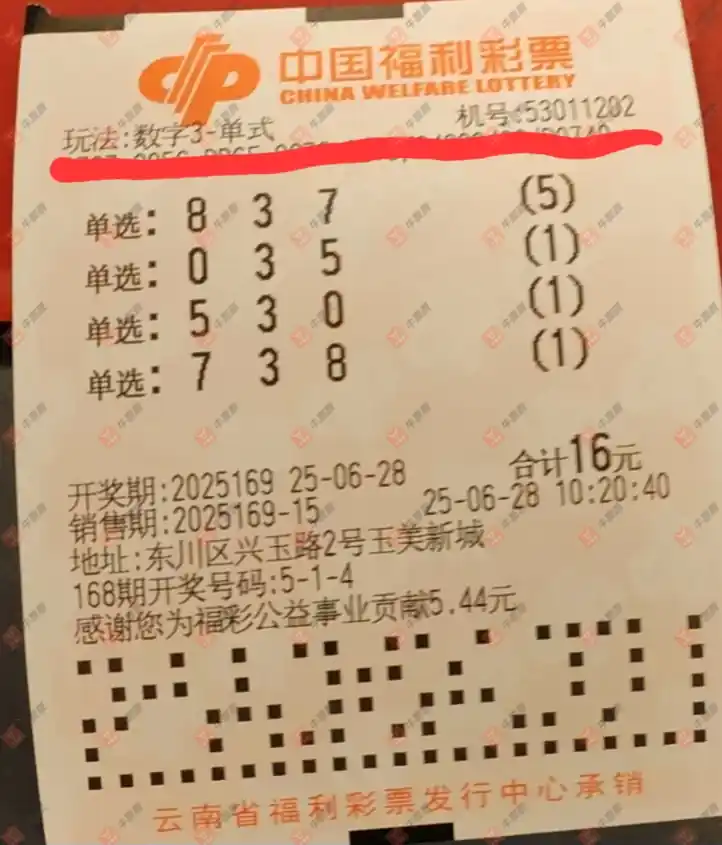 中国福利彩票
CHINA WELFARE LOTTERY
玩法:数字3-单式 机号:53011202
单选: 8 3 7 (5)
单选: 0 3 5 (1)
单选: 5 3 0 (1)
单选: 7 3 8 (1)
合计16元
开奖期:2025169 25-06-28
销售期:2025169-15 25-06-28 10:20:40
地址:东川区兴玉路2号玉美新城
168期开奖号码:5-1-4
感谢您为福彩公益事业贡献5.44元
云南省福利彩票发行中心承销